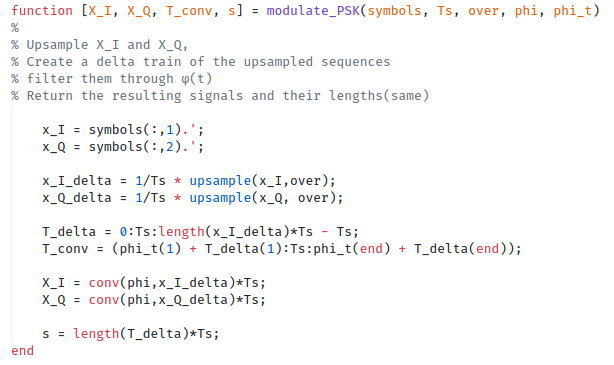 function [X_I, X_Q, T_conv, s] = modulate_PSK(symbols, Ts, over, phi, phi_t)
%
% Upsample X_I and X_Q,
% Create a delta train of the upsampled sequences
% filter them through φ(t)
% Return the resulting signals and their lengths(same)
x_I = symbols(:,1).';
x_Q = symbols(:,2).';
x_I_delta = 1/Ts * upsample(x_I,over);
x_Q_delta = 1/Ts * upsample(x_Q, over);
T_delta = 0:Ts:length(x_I_delta)*Ts - Ts;
T_conv = (phi_t(1) + T_delta(1):Ts:phi_t(end) + T_delta(end));
X_I = conv(phi,x_I_delta)*Ts;
X_Q = conv(phi,x_Q_delta)*Ts;
s = length(T_delta)*Ts;
end